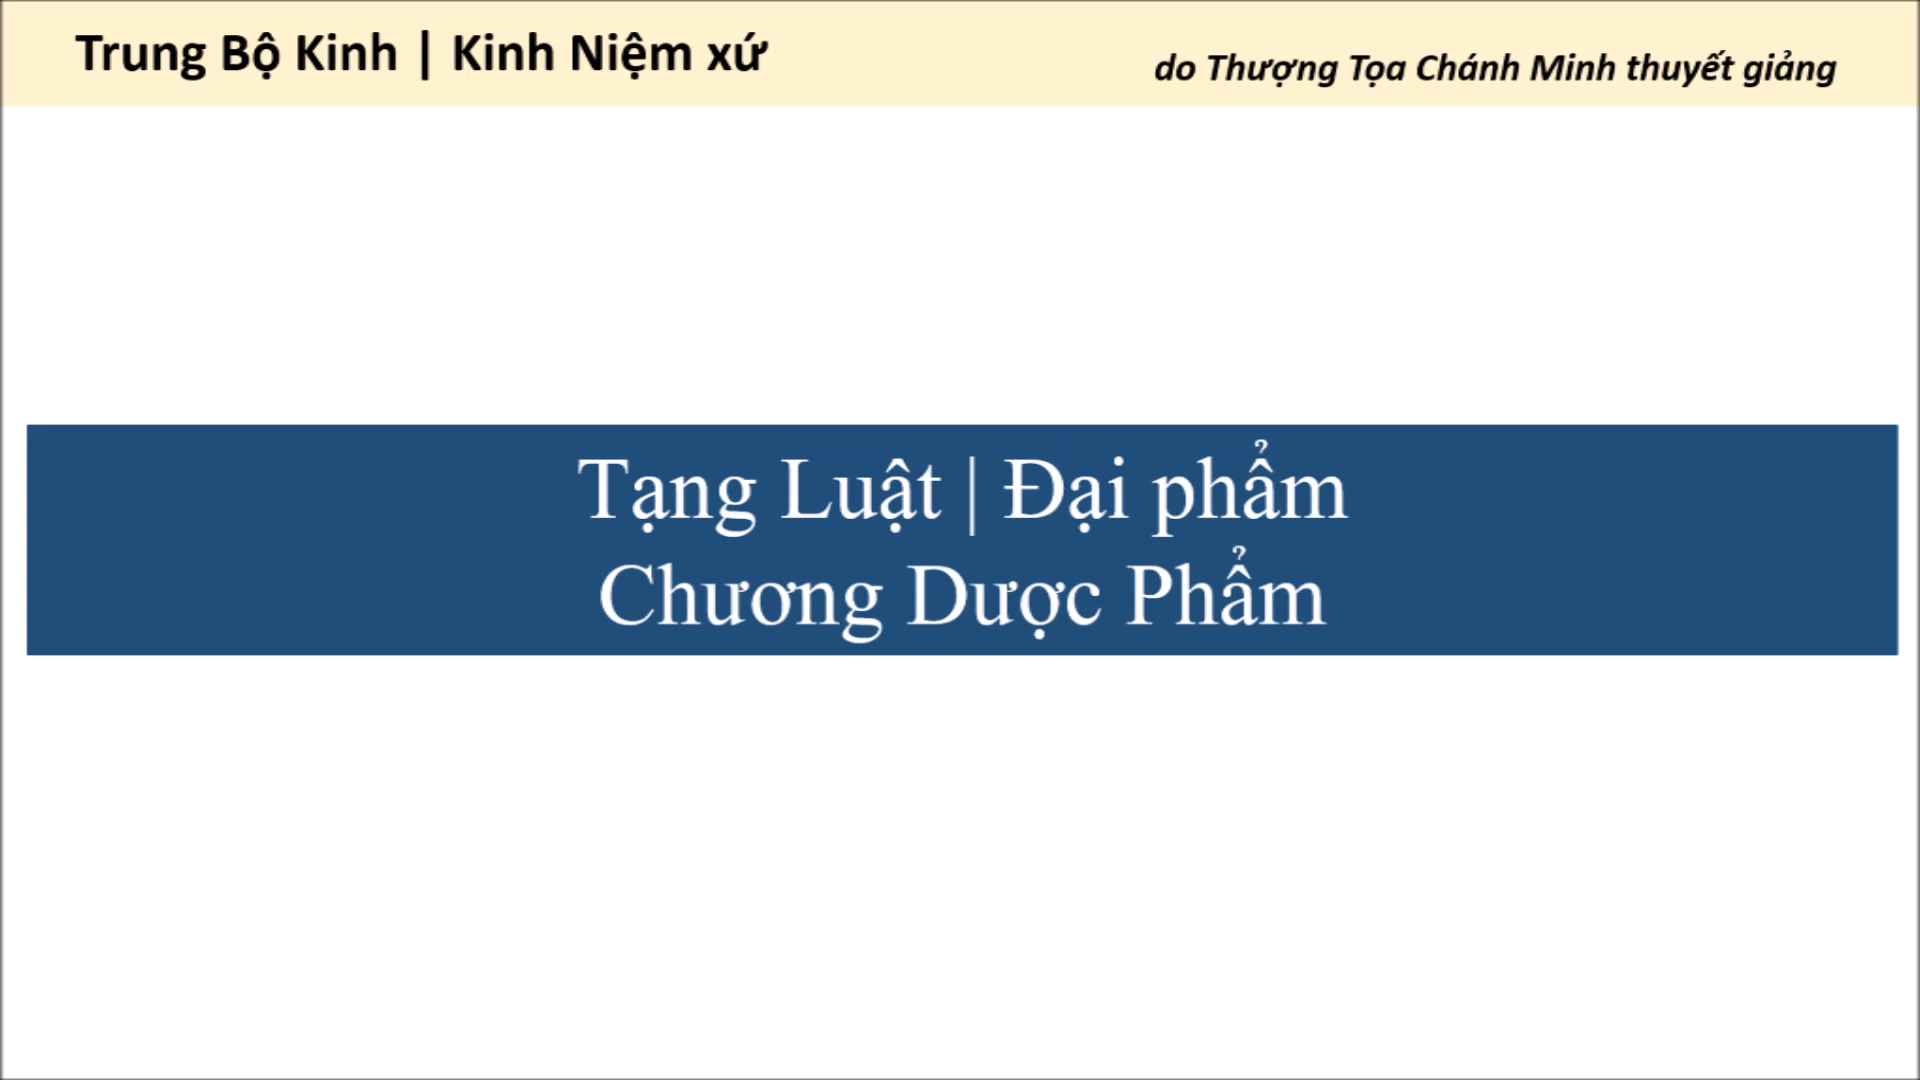 Trung Bộ Kinh | Kinh Niệm xứ
do Thượng Tọa Chánh Minh thuyết giảng
Tạng Luật | Đại phẩm
Chương Dược Phẩm